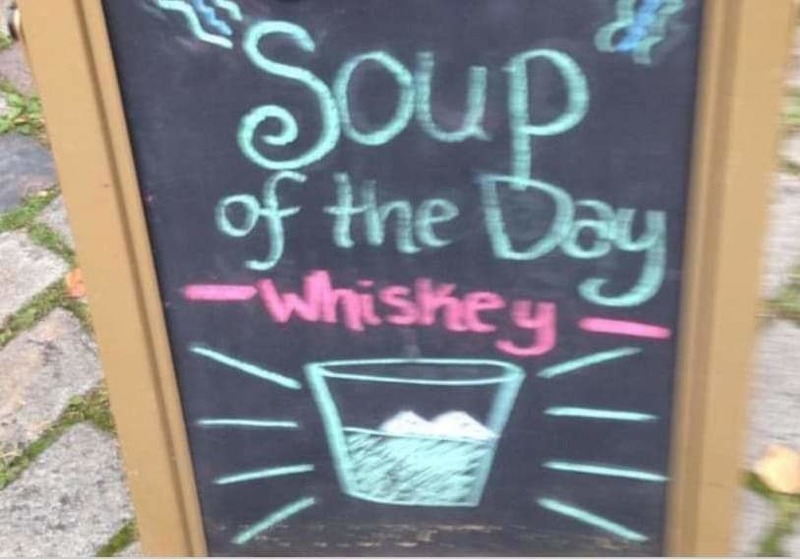 Soup
of the Day
- Whiskey -